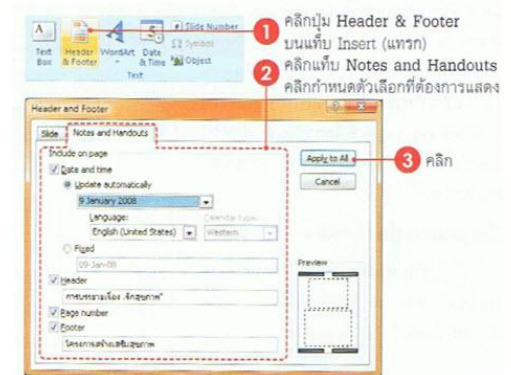 คลิกปุ่ม Header & Footer
บนแท็บ Insert (แทรก)
คลิกแท็บ Notes and Handouts
คลิกกำหนดตัวเลือกที่ต้องการแสดง
1
2
Text Box
Header & Footer
WordArt
Date & Time
Slide Number
Symbol
Object
Text
Header and Footer
Slide
Notes and Handouts
Include on page
Date and time
Update automatically
9 January 2008
Language:
Calendar type:
English (United States)
Western
Fixed
09-Jan-08
Header
Page number
Footer
โครงการสร้างเสริมสุขภาพ
Apply to All
3 คลิก
Cancel
Preview